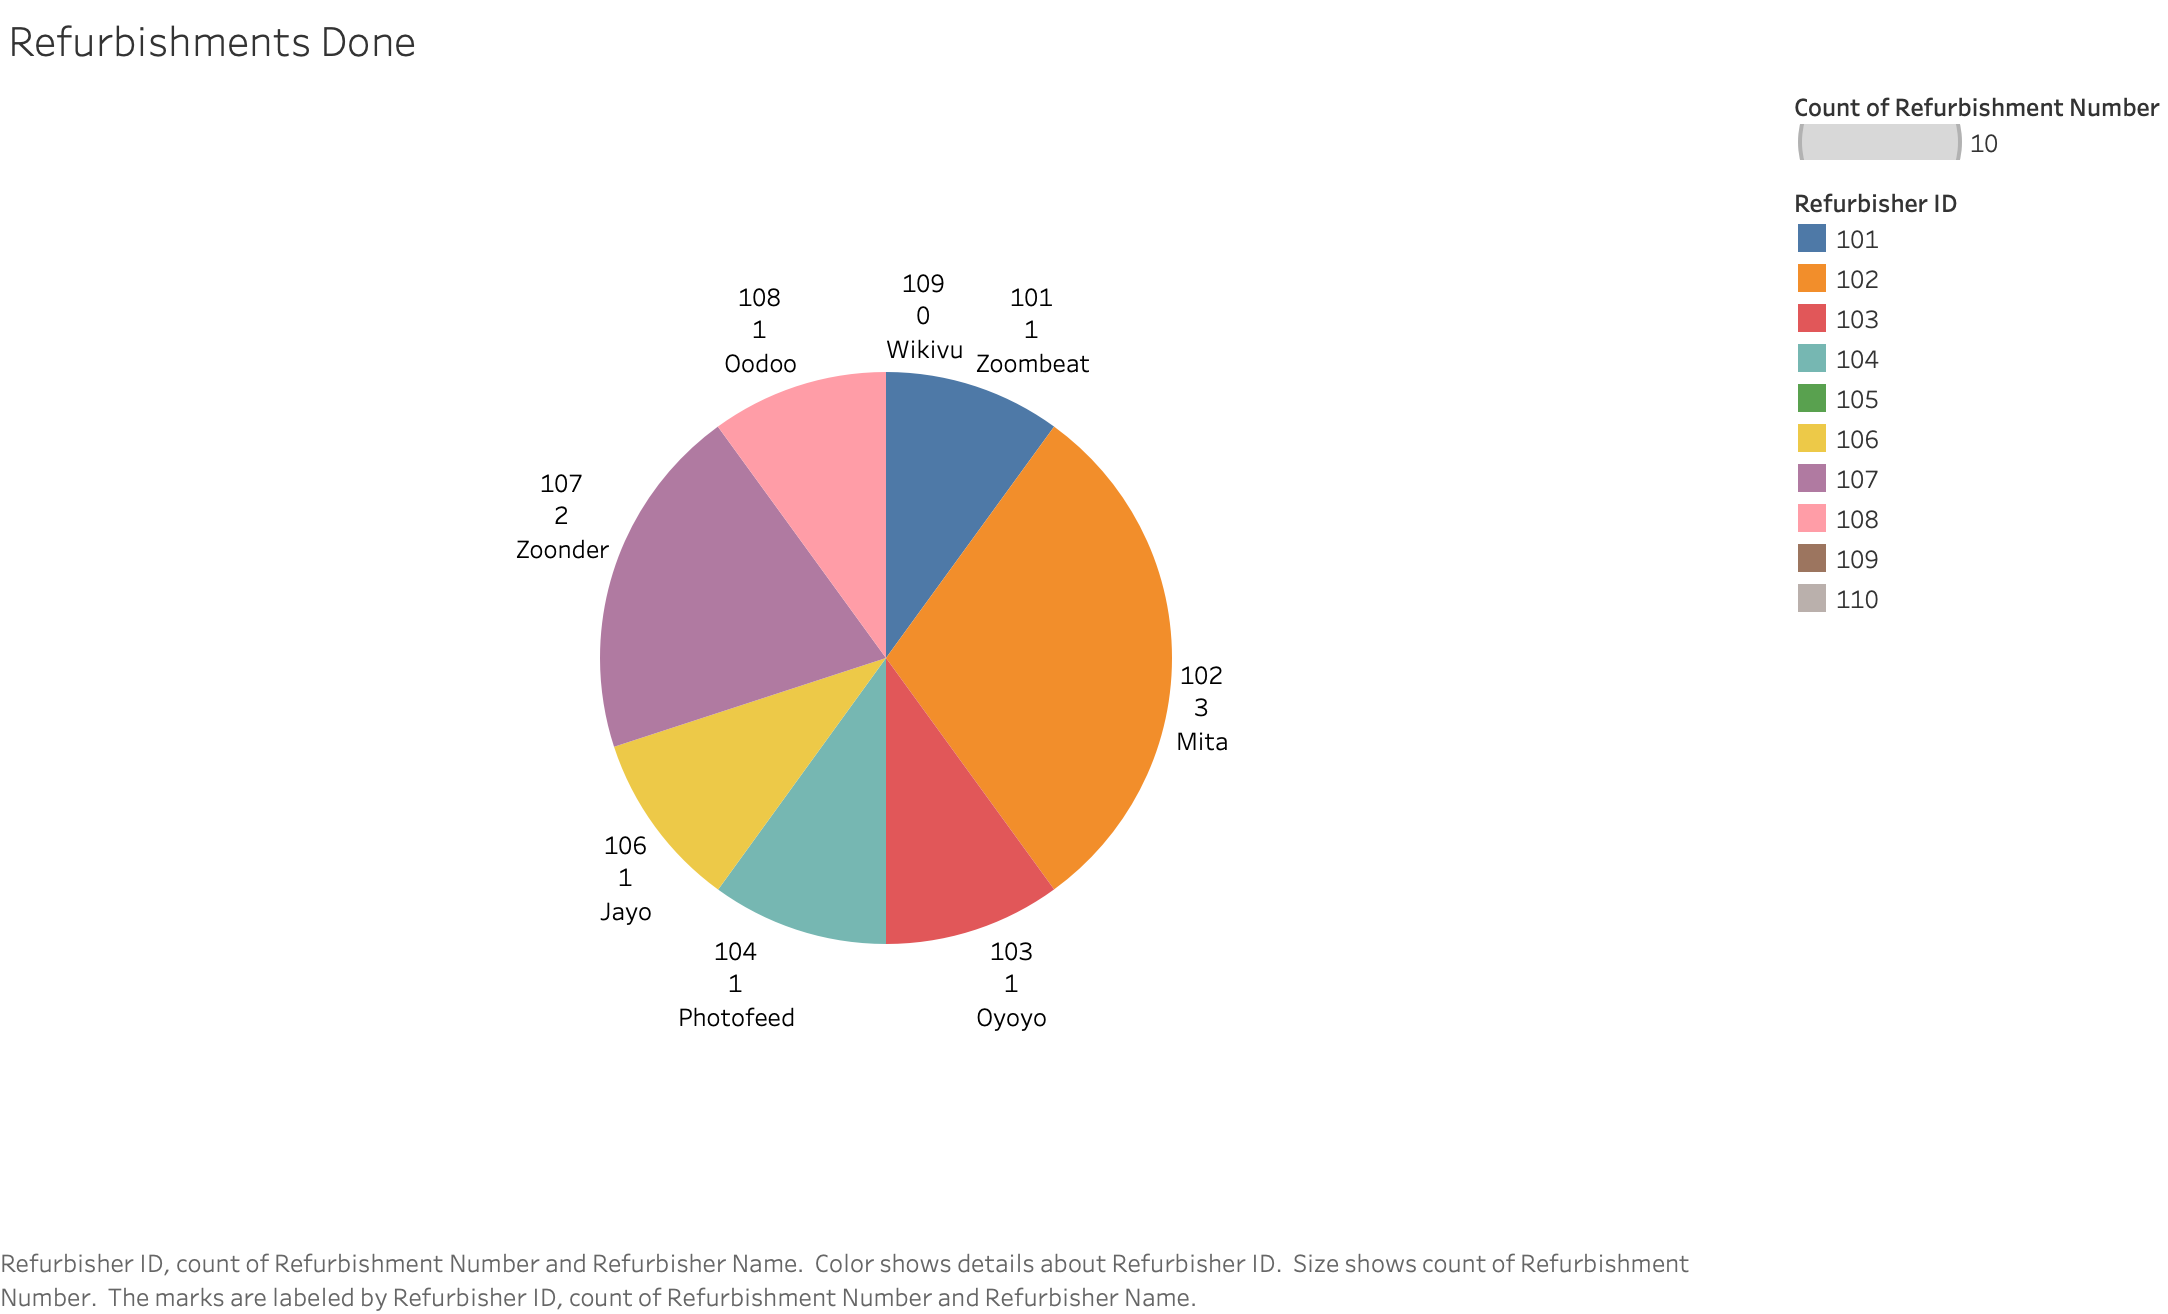 Refurbishments Done
Count of Refurbishment Number
10
Refurbisher ID
101
102
103
104
105
106
107
108
109
110
109
0
Wikivu
101
1
Zoombeat
108
1
Oodoo
107
2
Zoonder
102
3
Mita
106
1
Jayo
104
1
Photofeed
103
1
Oyoyo
Refurbisher ID, count of Refurbishment Number and Refurbisher Name.  Color shows details about Refurbisher ID.  Size shows count of Refurbishment
Number.  The marks are labeled by Refurbisher ID, count of Refurbishment Number and Refurbisher Name.